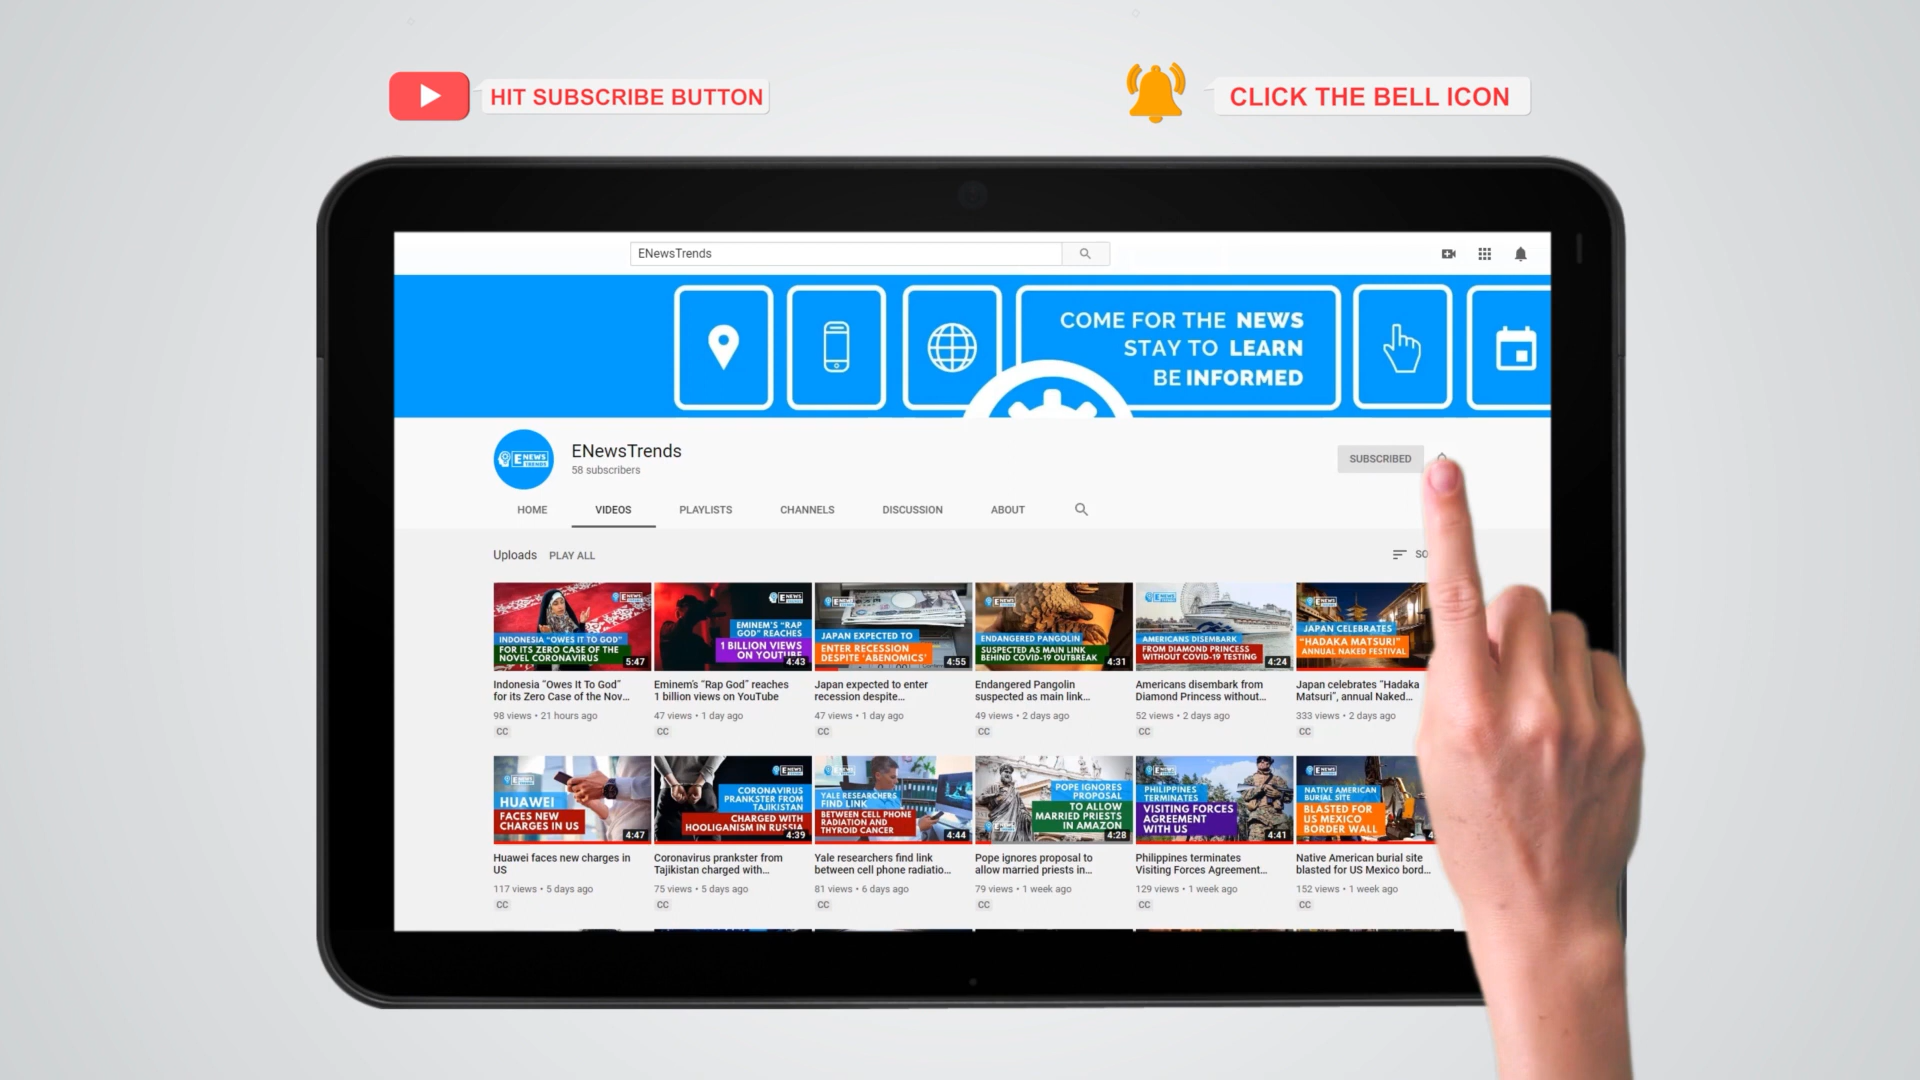 HIT SUBSCRIBE BUTTON
CLICK THE BELL ICON
ENewsTrends
COME FOR THE NEWS
STAY TO LEARN
BE INFORMED
E NEWS
TRENDS
ENewsTrends
58 subscribers
SUBSCRIBED
HOME
VIDEOS
PLAYLISTS
CHANNELS
DISCUSSION
ABOUT
Uploads
PLAY ALL
SO
INDONESIA "OWES IT TO GOD"
FOR ITS ZERO CASE OF THE
NOVEL CORONAVIRUS
5:47
EMINEM'S "RAP
GOD" REACHES
1 BILLION VIEWS
ON YOUTUBE
4:43
JAPAN EXPECTED TO
ENTER RECESSION
DESPITE 'ABENOMICS'
4:55
ENDANGERED PANGOLIN
SUSPECTED AS MAIN LINK
BEHIND COVID-19 OUTBREAK
4:31
AMERICANS DISEMBARK
FROM DIAMOND PRINCESS
WITHOUT COVID-19 TESTING
4:24
JAPAN CELEBRATES
"HADAKA MATSURI"
ANNUAL NAKED FESTIVAL
Indonesia "Owes It To God"
for its Zero Case of the Nov...
98 views • 21 hours ago
CC
Eminem's "Rap God" reaches
1 billion views on YouTube
47 views • 1 day ago
CC
Japan expected to enter
recession despite...
47 views • 1 day ago
CC
Endangered Pangolin
suspected as main link...
49 views • 2 days ago
CC
Americans disembark from
Diamond Princess without...
52 views • 2 days ago
CC
Japan celebrates "Hadaka
Matsuri", annual Naked...
333 views • 2 days ago
CC
HUAWEI
FACES NEW
CHARGES IN US
4:47
CORONAVIRUS
PRANKSTER FROM
TAJIKISTAN
CHARGED WITH
HOOLIGANISM IN RUSSIA
4:39
YALE RESEARCHERS
FIND LINK
BETWEEN CELL PHONE
RADIATION AND
THYROID CANCER
4:44
POPE IGNORES
PROPOSAL
TO ALLOW
MARRIED PRIESTS
IN AMAZON
4:28
PHILIPPINES
TERMINATES
VISITING FORCES
AGREEMENT
WITH US
4:41
NATIVE AMERICAN
BURIAL SITE
BLASTED FOR
US MEXICO
BORDER WALL
4
Huawei faces new charges in
US
117 views • 5 days ago
CC
Coronavirus prankster from
Tajikistan charged with...
75 views • 5 days ago
CC
Yale researchers find link
between cell phone radiatio...
81 views • 6 days ago
CC
Pope ignores proposal to
allow married priests in...
79 views • 1 week ago
CC
Philippines terminates
Visiting Forces Agreement...
129 views • 1 week ago
CC
Native American burial site
blasted for US Mexico bord...
152 views • 1 week ago
CC